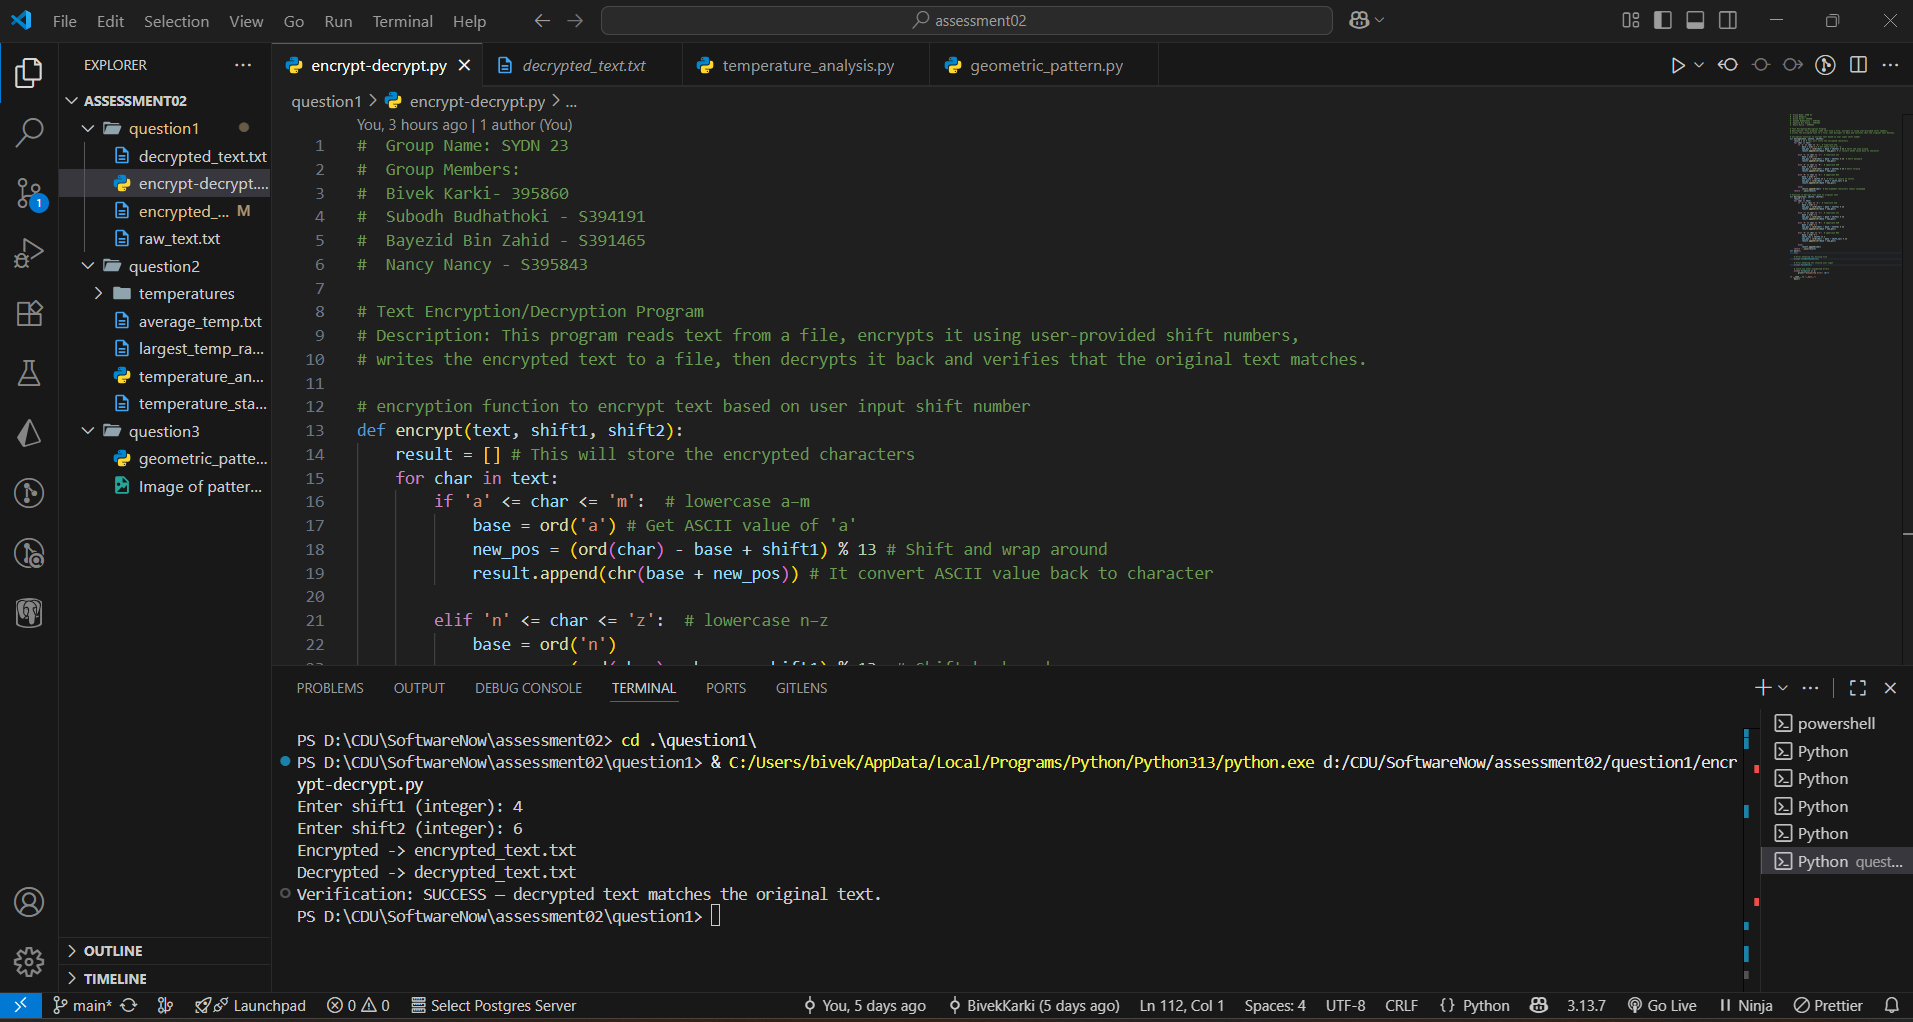 File Edit Selection View Go Run Terminal Help
assessment02
EXPLORER
ASSESSMENT02
question1
decrypted_text.txt
encrypt-decrypt....
encrypted_... M
raw_text.txt
question2
temperatures
average_temp.txt
largest_temp_ra...
temperature_an...
temperature_sta...
question3
geometric_patte...
Image of patter...
OUTLINE
TIMELINE
1
encrypt-decrypt.py
decrypted_text.txt
temperature_analysis.py
geometric_pattern.py
question1 > encrypt-decrypt.py > ...
You, 3 hours ago | 1 author (You)
1 # Group Name: SYDN 23
2 # Group Members:
3 # Bivek Karki- 395860
4 # Subodh Budhathoki - S394191
5 # Bayezid Bin Zahid - S391465
6 # Nancy Nancy - S395843
7
8 # Text Encryption/Decryption Program
9 # Description: This program reads text from a file, encrypts it using user-provided shift numbers,
10 # writes the encrypted text to a file, then decrypts it back and verifies that the original text matches.
11
12 # encryption function to encrypt text based on user input shift number
13 def encrypt(text, shift1, shift2):
14 result = [] # This will store the encrypted characters
15 for char in text:
16 if 'a' <= char <= 'm': # lowercase a–m
17 base = ord('a') # Get ASCII value of 'a'
18 new_pos = (ord(char) - base + shift1) % 13 # Shift and wrap around
19 result.append(chr(base + new_pos)) # It convert ASCII value back to character
20
21 elif 'n' <= char <= 'z': # lowercase n–z
22 base = ord('n')
PROBLEMS OUTPUT DEBUG CONSOLE TERMINAL PORTS GITLENS
PS D:\CDU\SoftwareNow\assessment02> cd .\question1\
PS D:\CDU\SoftwareNow\assessment02\question1> & C:/Users/bivek/AppData/Local/Programs/Python/Python313/python.exe d:/CDU/SoftwareNow/assessment02/question1/encr
ypt-decrypt.py
Enter shift1 (integer): 4
Enter shift2 (integer): 6
Encrypted -> encrypted_text.txt
Decrypted -> decrypted_text.txt
Verification: SUCCESS — decrypted text matches the original text.
PS D:\CDU\SoftwareNow\assessment02\question1>
powershell
Python
Python
Python
Python
Python quest...
main* Launchpad 0 0 Select Postgres Server You, 5 days ago BivekKarki (5 days ago) Ln 112, Col 1 Spaces: 4 UTF-8 CRLF {} Python 3.13.7 Go Live Ninja Prettier